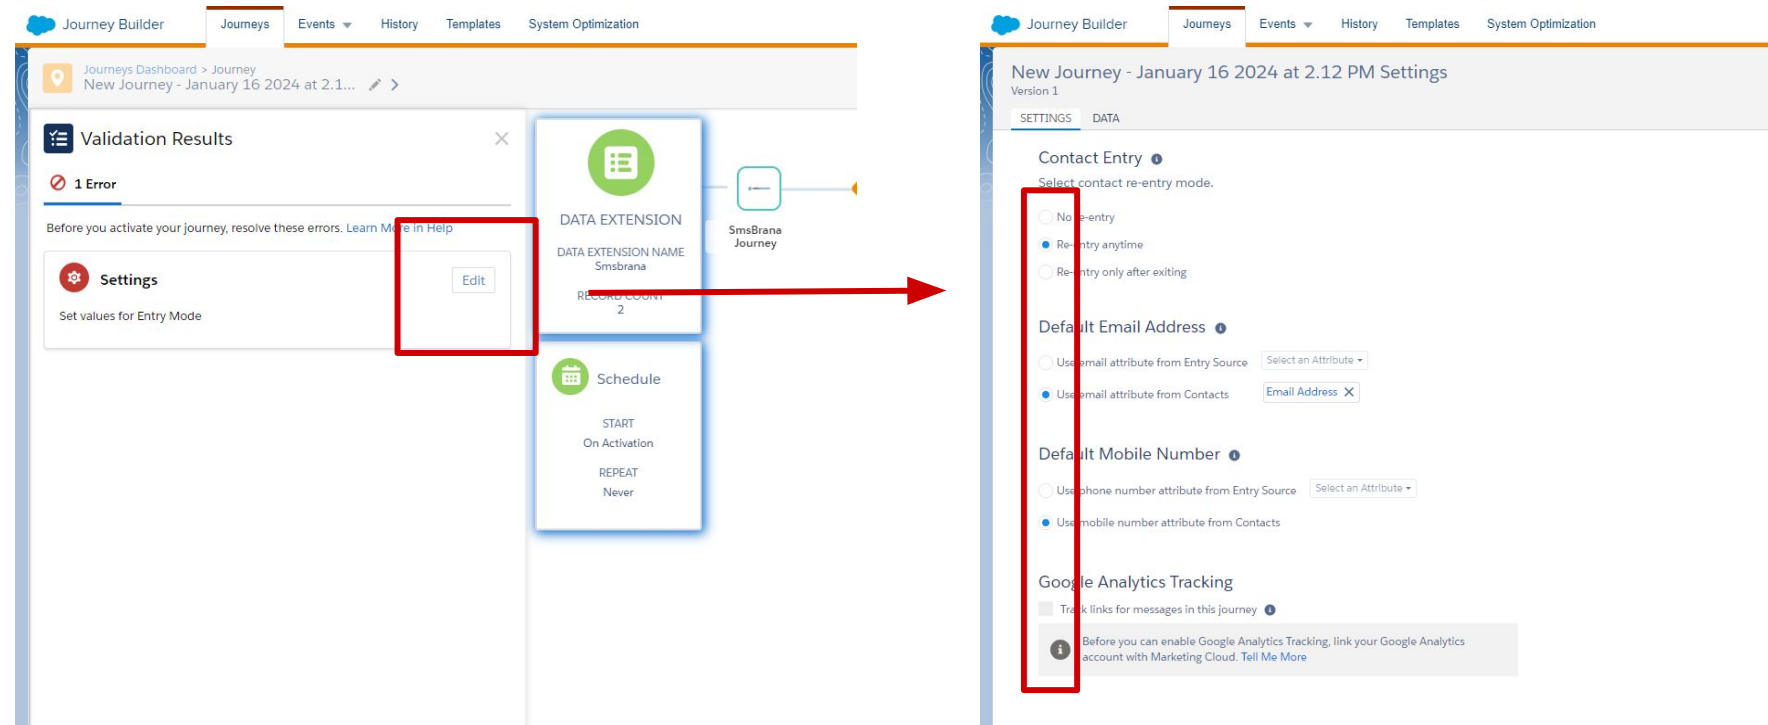 Journey Builder
Journeys
Events
History
Templates
System Optimization
Journeys Dashboard > Journey
New Journey - January 16 2024 at 2.1...
Validation Results
1 Error
Before you activate your journey, resolve these errors. Learn More in Help
Settings
Edit
Set values for Entry Mode
DATA EXTENSION
DATA EXTENSION NAME
Smsbrana
RECORD COUNT
2
SmsBrana
Journey
Schedule
START
On Activation
REPEAT
Never
Journey Builder
Journeys
Events
History
Templates
System Optimization
New Journey - January 16 2024 at 2.12 PM Settings
Version 1
SETTINGS
DATA
Contact Entry
Select contact re-entry mode.
No re-entry
Re-entry anytime
Re-entry only after exiting
Default Email Address
Use email attribute from Entry Source
Select an Attribute
Use email attribute from Contacts
Email Address
Default Mobile Number
Use phone number attribute from Entry Source
Select an Attribute
Use mobile number attribute from Contacts
Google Analytics Tracking
Track links for messages in this journey
Before you can enable Google Analytics Tracking, link your Google Analytics
account with Marketing Cloud. Tell Me More